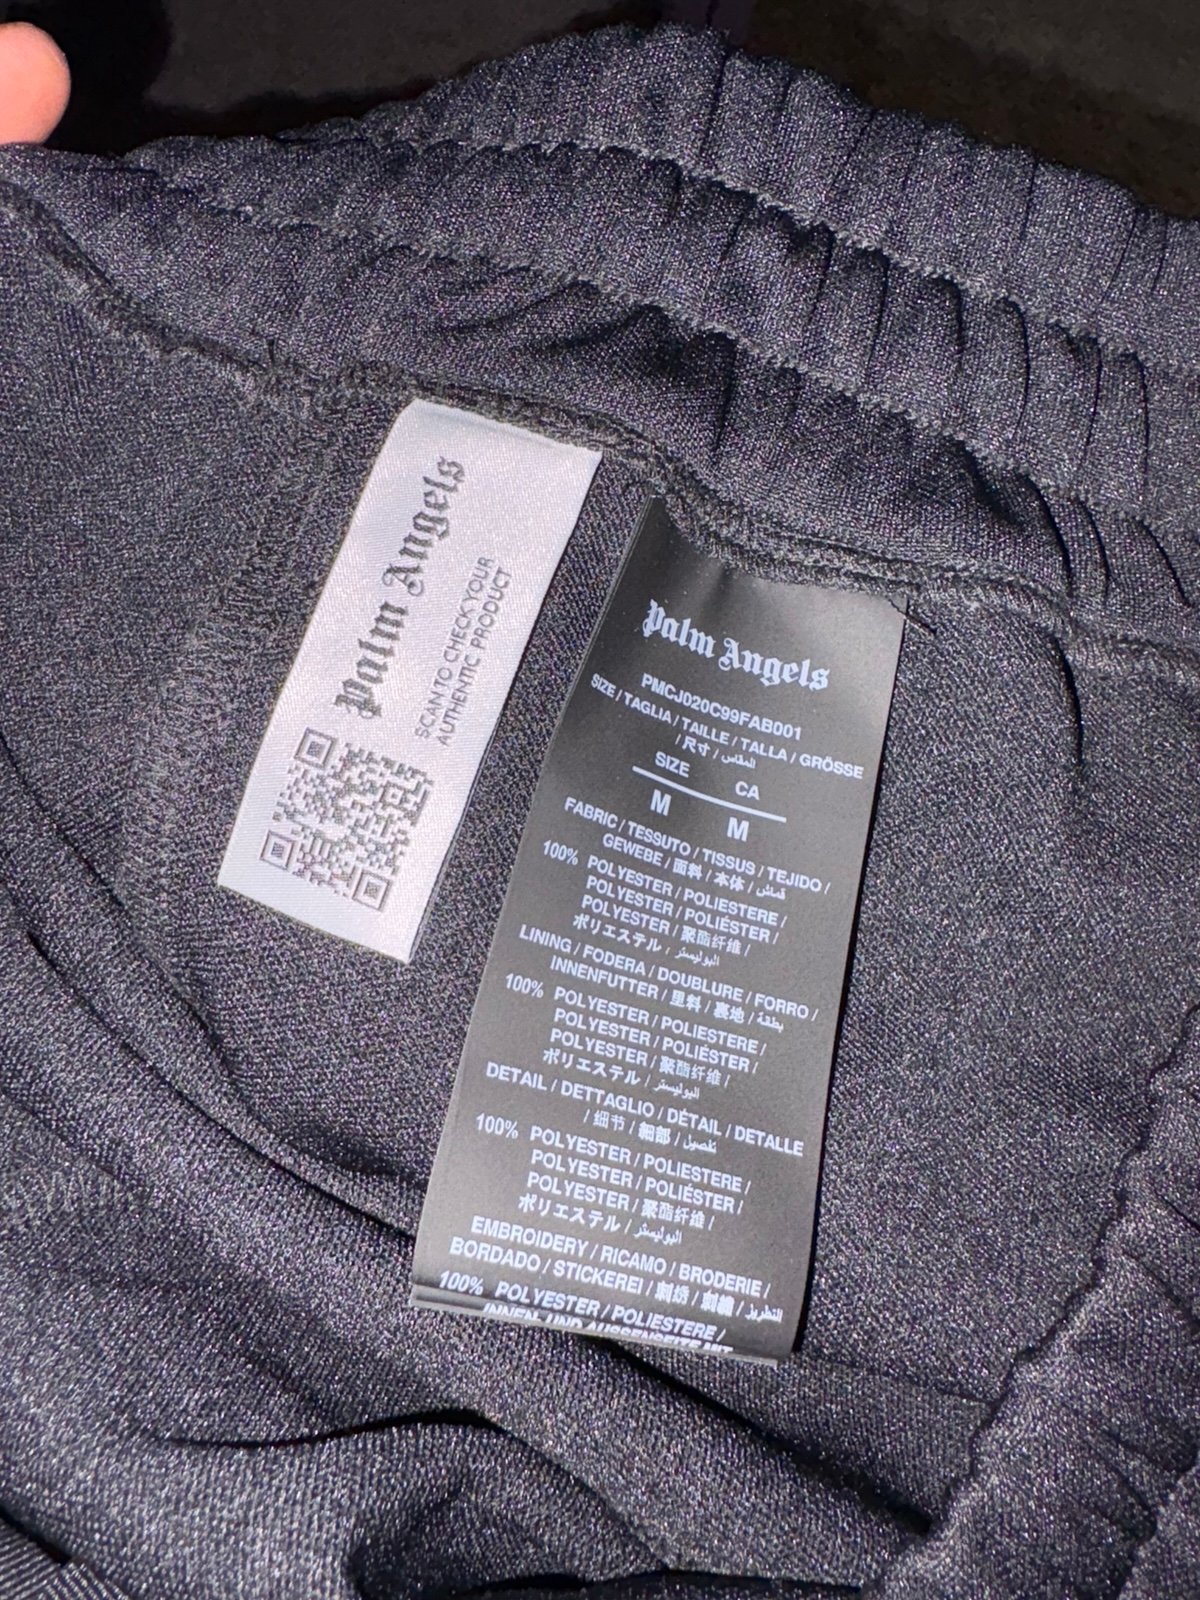 Palm Angels
SCAN TO CHECK YOUR
AUTHENTIC PRODUCT
Palm Angels
PMCJ020C99FAB001
SIZE / TAGLIA / TAILLE / TALLA / GRÖSSE
/ 尺寸 / المقاس
SIZE CA
M M
FABRIC / TESSUTO / TISSUS / TEJIDO /
GEWEBE / 面料 / 本体 / قماش
100% POLYESTER / POLIESTERE /
POLYESTER / POLIÉSTER /
POLYESTER / 聚酯纤维 /
ポリエステル / البوليستر
LINING / FODERA / DOUBLURE / FORRO /
INNENFUTTER / 里料 / 裏地 / بطقة
100% POLYESTER / POLIESTERE /
POLYESTER / POLIÉSTER /
POLYESTER / 聚酯纤维 /
ポリエステル / البوليستر
DETAIL / DETTAGLIO / DÉTAIL / DETALLE
/ 细节 / 細部 / تفصيل
100% POLYESTER / POLIESTERE /
POLYESTER / POLIÉSTER /
POLYESTER / 聚酯纤维 /
ポリエステル / البوليستر
EMBROIDERY / RICAMO / BRODERIE /
BORDADO / STICKEREI / 刺绣 / 刺繍 / التطريز
100% POLYESTER / POLIESTERE /
INNEN-UND AUSSENSEITE MIT